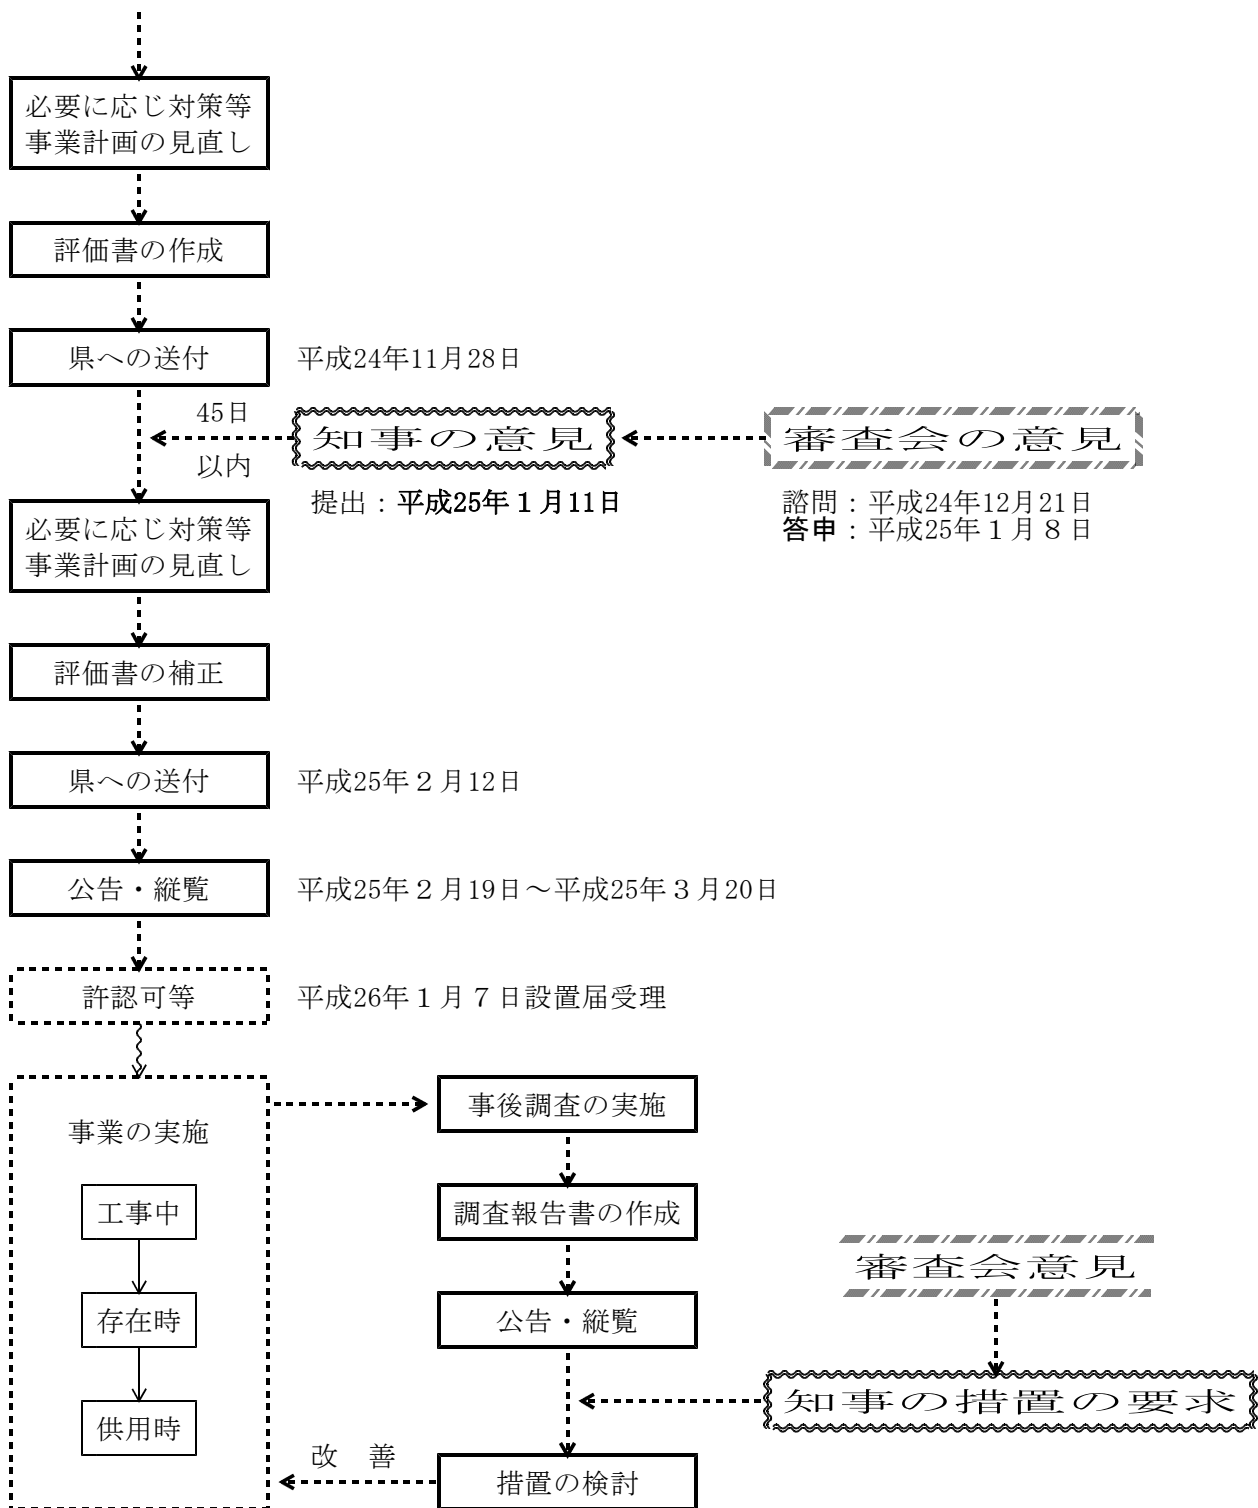 必要に応じ対策等
事業計画の見直し
評価書の作成
県への送付
平成24年11月28日
45日
以内
知事の意見
審査会の意見
提出：平成25年１月11日
諮問：平成24年12月21日
答申：平成25年１月８日
必要に応じ対策等
事業計画の見直し
評価書の補正
県への送付
平成25年２月12日
公告・縦覧
平成25年２月19日～平成25年３月20日
許認可等
平成26年１月７日設置届受理
事業の実施
工事中
存在時
供用時
事後調査の実施
調査報告書の作成
公告・縦覧
審査会意見
知事の措置の要求
改　善
措置の検討